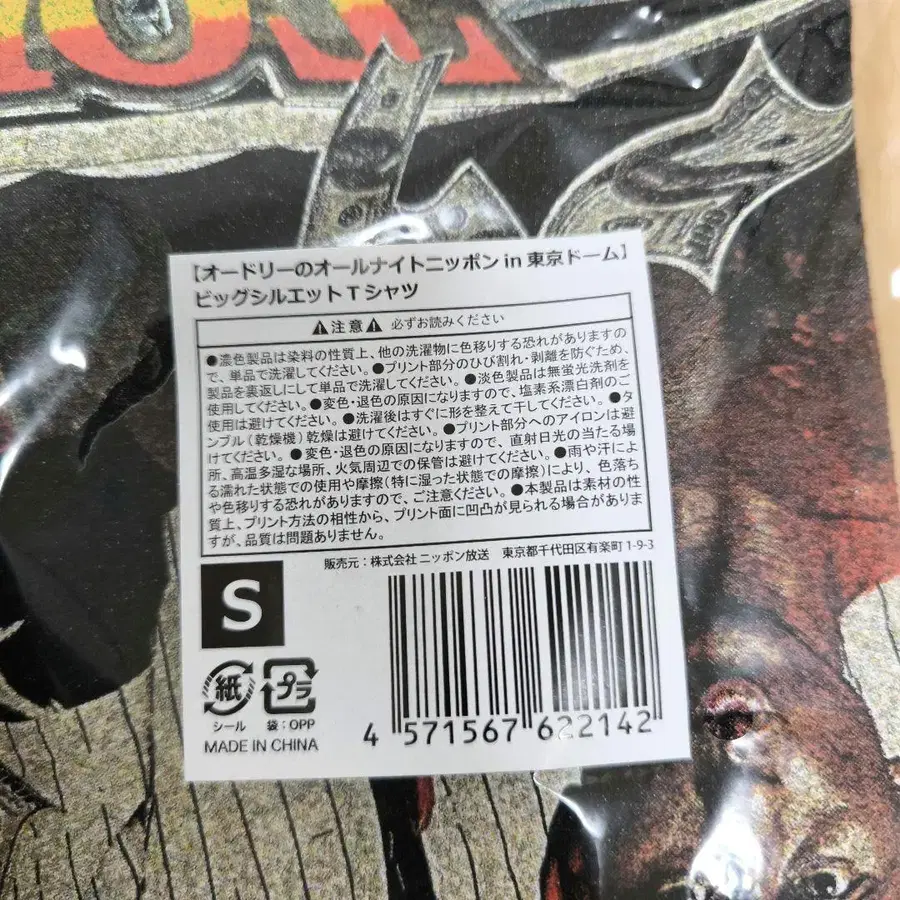 【オードリーのオールナイトニッポン in 東京ドーム】
ビッグシルエットTシャツ
⚠注意⚠ 必ずお読みください
●濃色製品は染料の性質上、他の洗濯物に色移りする恐れがありますの
で、単品で洗濯してください。●プリント部分のひび割れ・剥離を防ぐため、
製品を裏返しにして単品で洗濯してください。●淡色製品は無蛍光洗剤を
使用してください。●変色・退色の原因になりますので、塩素系漂白剤のご
使用は避けてください。●洗濯後はすぐに形を整えて干してください。●タ
ンブル(乾燥機)乾燥は避けてください。●プリント部分へのアイロンは避
けてください。●変色・退色の原因になりますので、直射日光の当たる場
所、高温多湿な場所、火気周辺での保管は避けてください。●雨や汗によ
る濡れた状態での使用や摩擦(特に湿った状態での摩擦)により、色落ち
や色移りする恐れがありますので、ご注意ください。●本製品は素材の性
質上、プリント方法の相性から、プリント面に凹凸が見られる場合がありま
すが、品質は問題ありません。
販売元：株式会社 ニッポン放送 東京都千代田区有楽町 1-9-3
S
紙 プラ
シール 袋：OPP
MADE IN CHINA
4 571567 622142